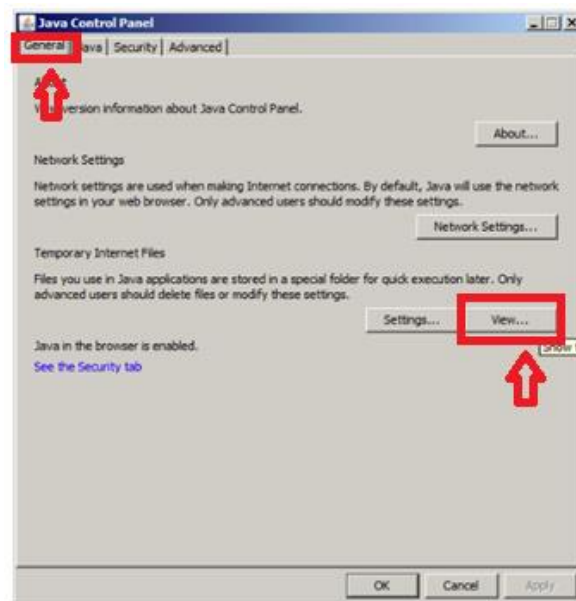 Java Control Panel
General Java Security Advanced
version information about Java Control Panel.
About...
Network Settings
Network settings are used when making Internet connections. By default, Java will use the network
settings in your web browser. Only advanced users should modify these settings.
Network Settings...
Temporary Internet Files
Files you use in Java applications are stored in a special folder for quick execution later. Only
advanced users should delete files or modify these settings.
Settings... View...
Show
Java in the browser is enabled.
See the Security tab
OK Cancel Apply